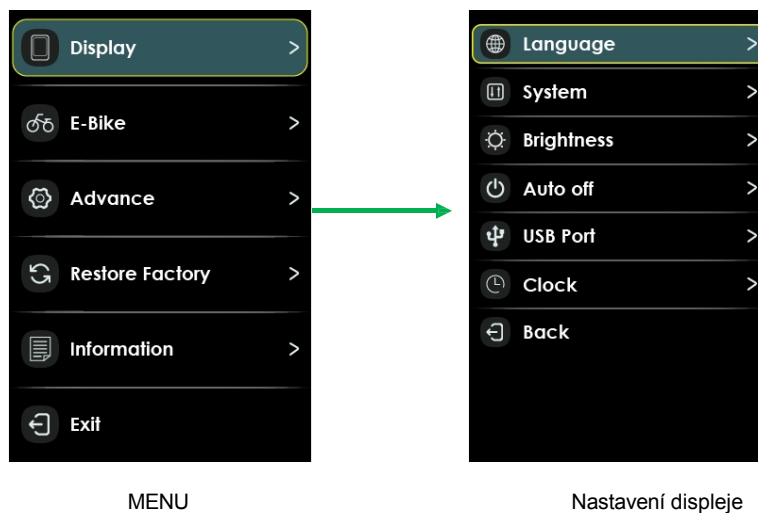 Display >
E-Bike >
Advance >
Restore Factory >
Information >
Exit
MENU
Language >
System >
Brightness >
Auto off >
USB Port >
Clock >
Back
Nastavení displeje